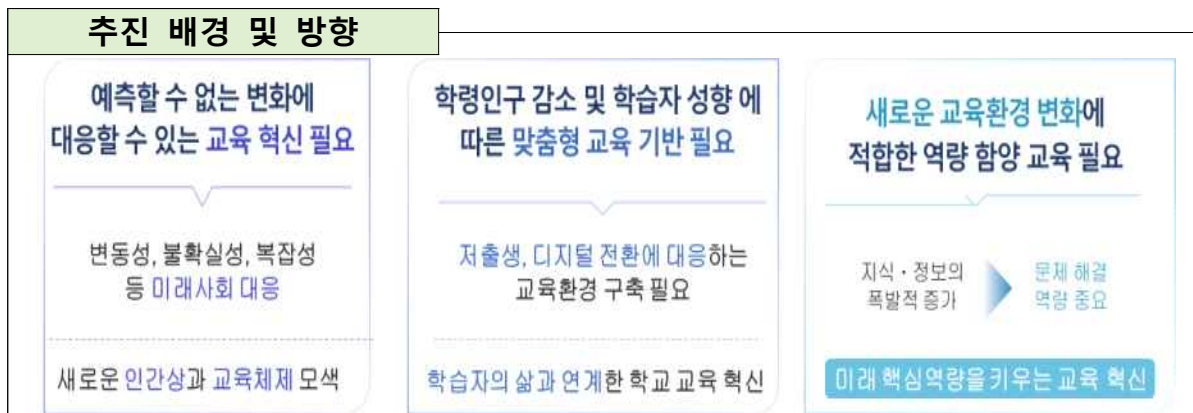 추진 배경 및 방향
예측할 수 없는 변화에
대응할 수 있는 교육 혁신 필요
변동성, 불확실성, 복잡성
등 미래사회 대응
새로운 인간상과 교육체제 모색
학령인구 감소 및 학습자 성향 에
따른 맞춤형 교육 기반 필요
저출생, 디지털 전환에 대응하는
교육환경 구축 필요
학습자의 삶과 연계한 학교 교육 혁신
새로운 교육환경 변화에
적합한 역량 함양 교육 필요
지식·정보의
폭발적 증가
문제 해결
역량 중요
미래 핵심역량을 키우는 교육 혁신